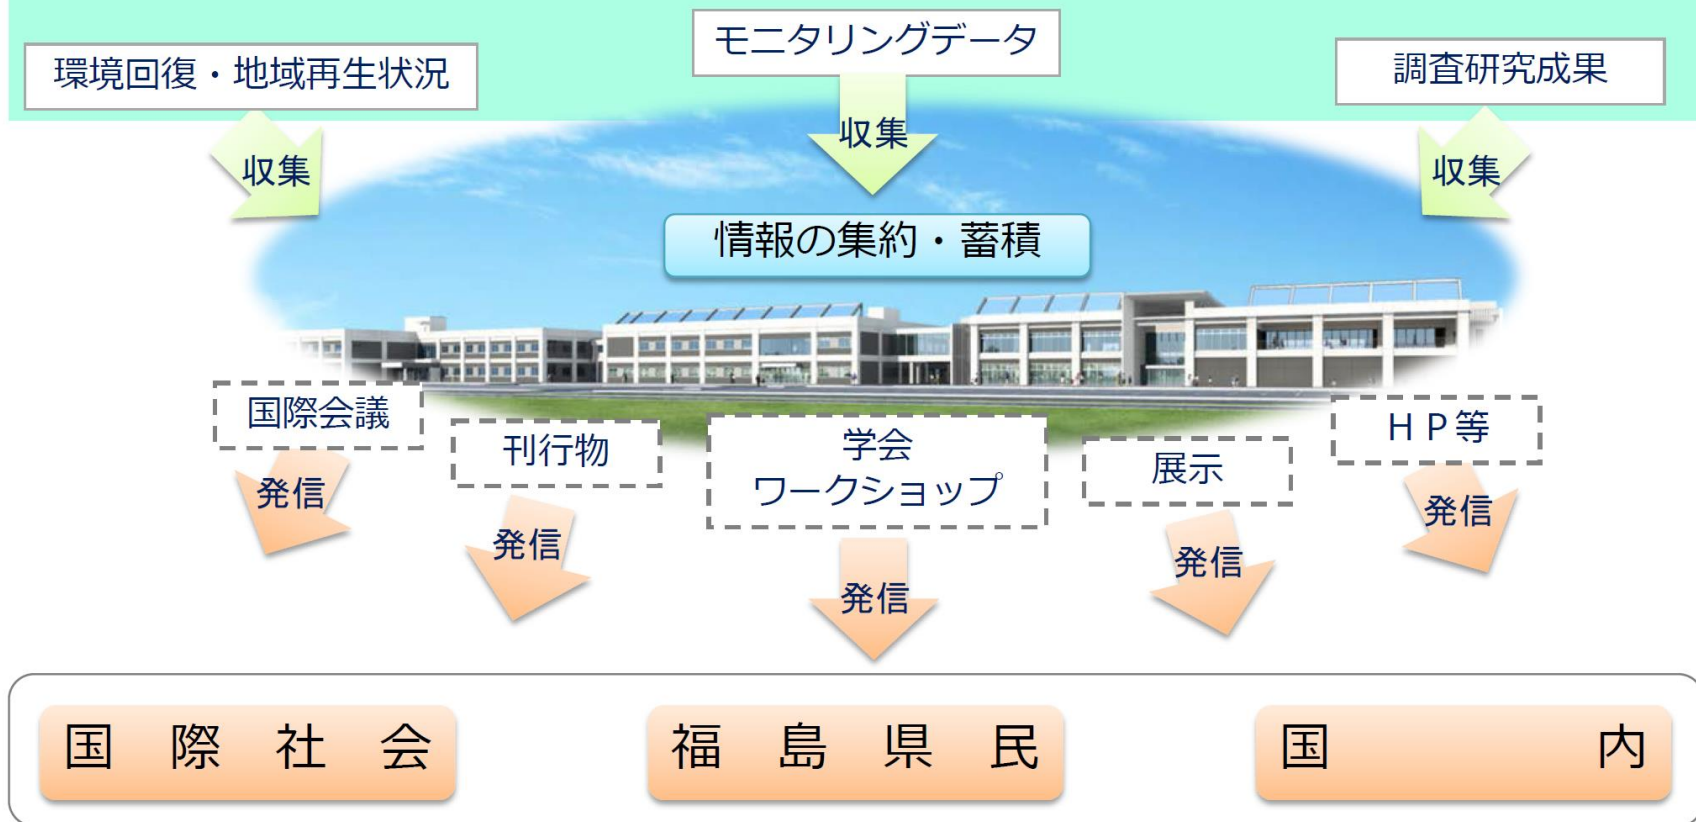 モニタリングデータ
環境回復・地域再生状況
調査研究成果
収集
収集
収集
情報の集約・蓄積
国際会議
刊行物
学会
ワークショップ
展示
ＨＰ等
発信
発信
発信
発信
発信
国際社会
福島県民
国内